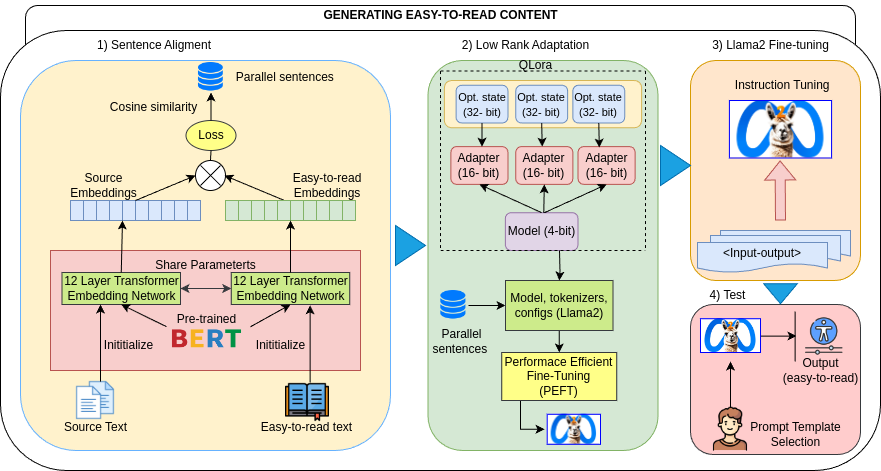 GENERATING EASY-TO-READ CONTENT
1) Sentence Aligment
Parallel sentences
Cosine similarity
Loss
Source
Embeddings
Easy-to-read
Embeddings
Share Parameterts
12 Layer Transformer
Embedding Network
12 Layer Transformer
Embedding Network
Pre-trained
BERT
Inititialize
Inititialize
Source Text
Easy-to-read text
2) Low Rank Adaptation
QLora
Opt. state
(32- bit)
Opt. state
(32- bit)
Opt. state
(32- bit)
Adapter
(16- bit)
Adapter
(16- bit)
Adapter
(16- bit)
Model (4-bit)
Parallel
sentences
Model, tokenizers,
configs (Llama2)
Performace Efficient
Fine-Tuning
(PEFT)
3) Llama2 Fine-tuning
Instruction Tuning
<Input-output>
4) Test
Output
(easy-to-read)
Prompt Template
Selection